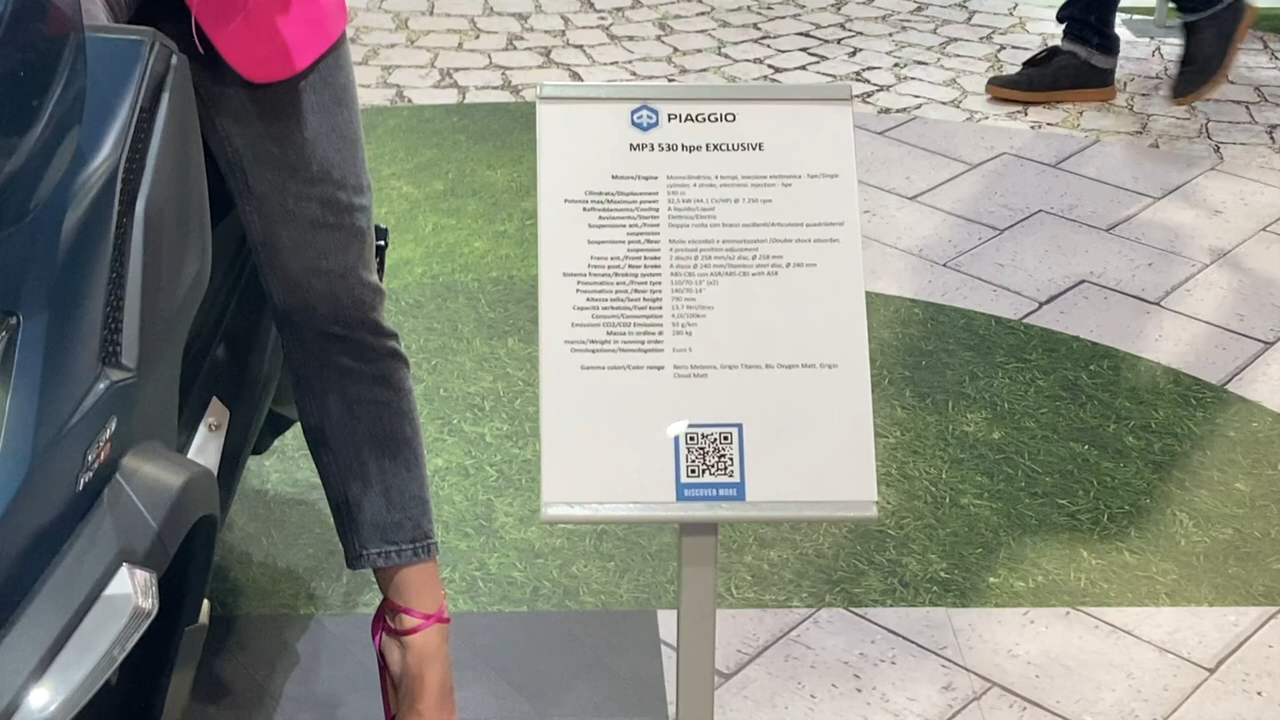 PIAGGIO
MP3 530 hpe EXCLUSIVE
Motore/Engine Monocilindrico, 4 tempi, iniezione elettronica - hpe/Single
cylinder, 4 stroke, electronic injection - hpe
Cilindrata/Displacement 530 cc
Potenza max/Maximum power 32,5 kW (44,1 CV/HP) @ 7.250 rpm
Raffreddamento/Cooling A liquido/Liquid
Avviamento/Starter Elettrico/Electric
Sospensione ant./Front Doppia ruota con bracci oscillanti/Articulated quadrilateral
suspension
Sospensione post./Rear Molle elicoidali e ammortizzatori /Double shock absorber,
suspension 4 preload position adjustment
Freno ant./Front brake 2 dischi Ø 258 mm/x2 disc, Ø 258 mm
Freno post./ Rear brake A disco Ø 240 mm/Stainless steel disc, Ø 240 mm
Sistema frenata/Braking system ABS-CBS con ASR/ABS-CBS with ASR
Pneumatico ant./Front tyre 110/70-13" (x2)
Pneumatico post./Rear tyre 140/70-14"
Altezza sella/Seat height 790 mm
Capacità serbatoio/Fuel tank 13,7 litri/litres
Consumi/Consumption 4,0l/100km
Emissioni CO2/CO2 Emissions 93 g/km
Massa in ordine di 280 kg
marcia/Weight in running order
Omologazione/Homologation Euro 5
Gamma colori/Color range Nero Meteora, Grigio Titanio, Blu Oxygen Matt, Grigio
Cloud Matt
DISCOVER MORE